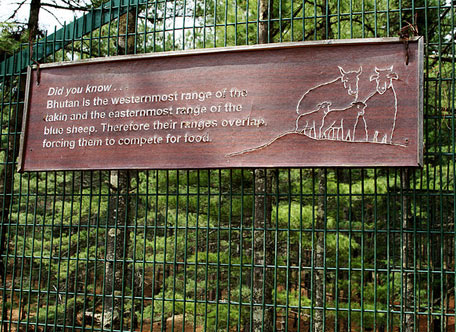 Did you know . . .
Bhutan is the westernmost range of the
takin and the easternmost range of the
blue sheep. Therefore their ranges overlap,
forcing them to compete for food.